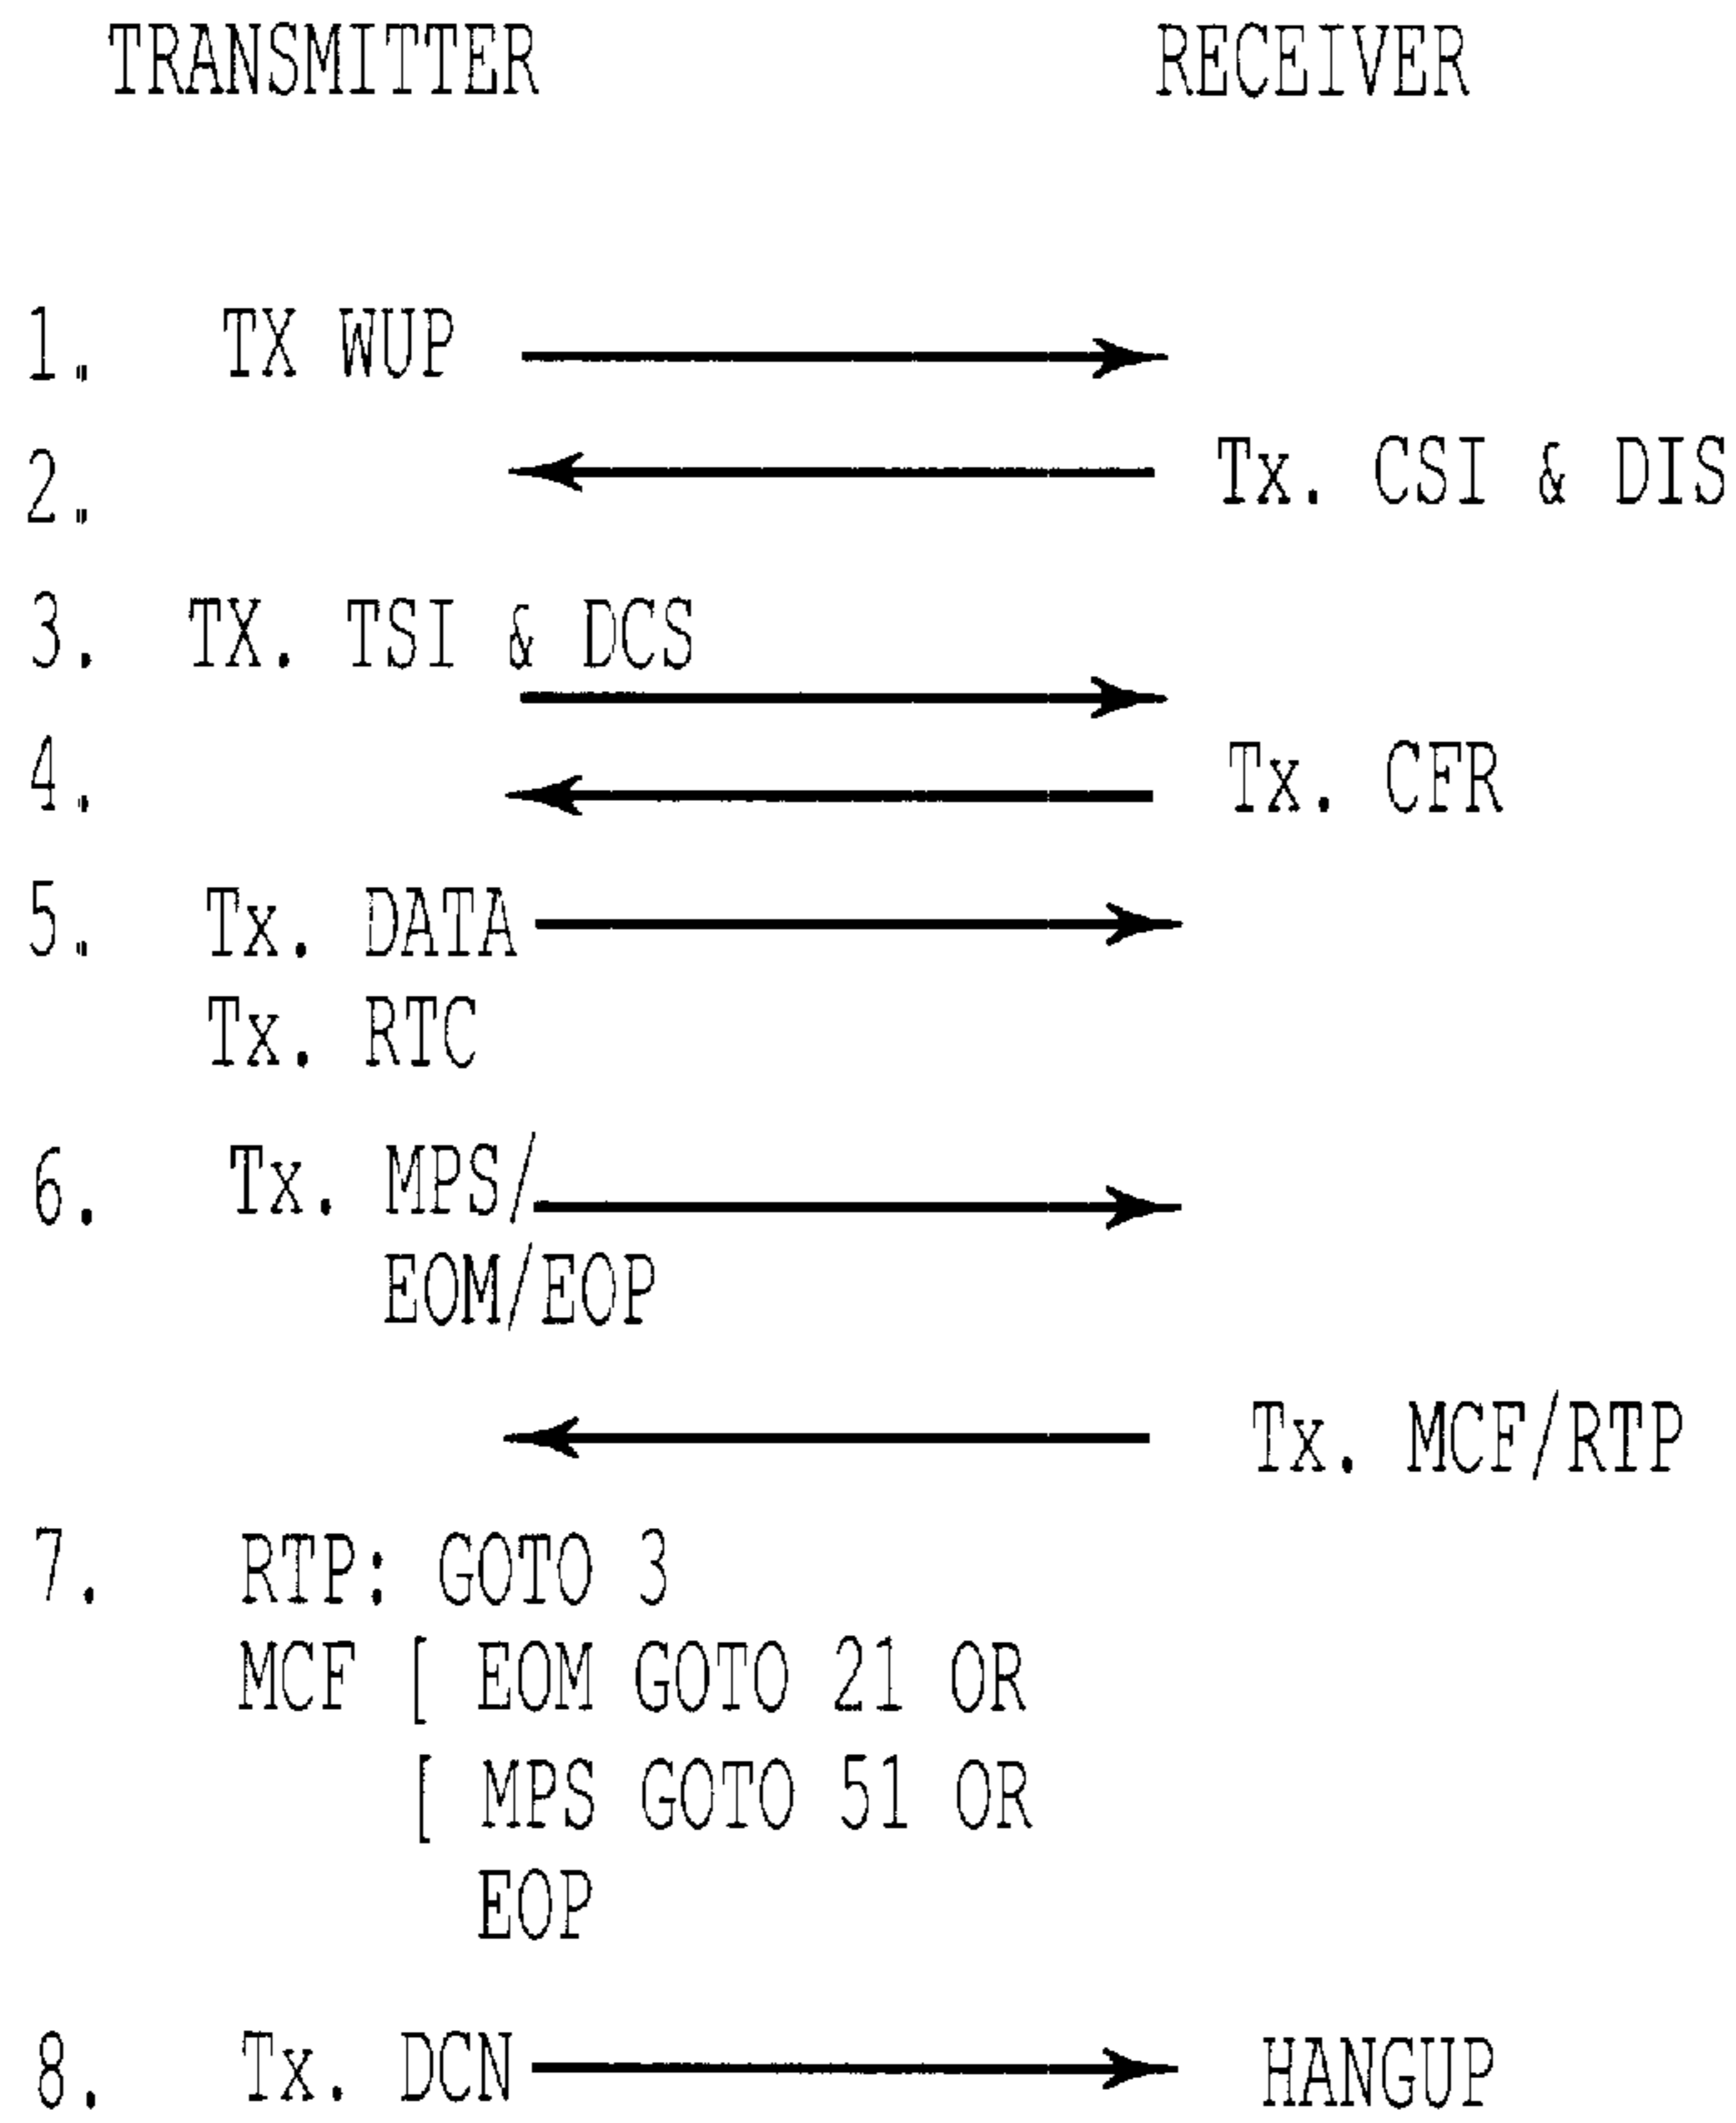 TRANSMITTER RECEIVER
1. TX WUP
2. Tx. CSI & DIS
3. TX. TSI & DCS
4. Tx. CFR
5. Tx. DATA
Tx. RTC
6. Tx. MPS/
EOM/EOP
Tx. MCF/RTP
7. RTP: GOTO 3
MCF [ EOM GOTO 21 OR
[ MPS GOTO 51 OR
EOP
8. Tx. DCN HANGUP